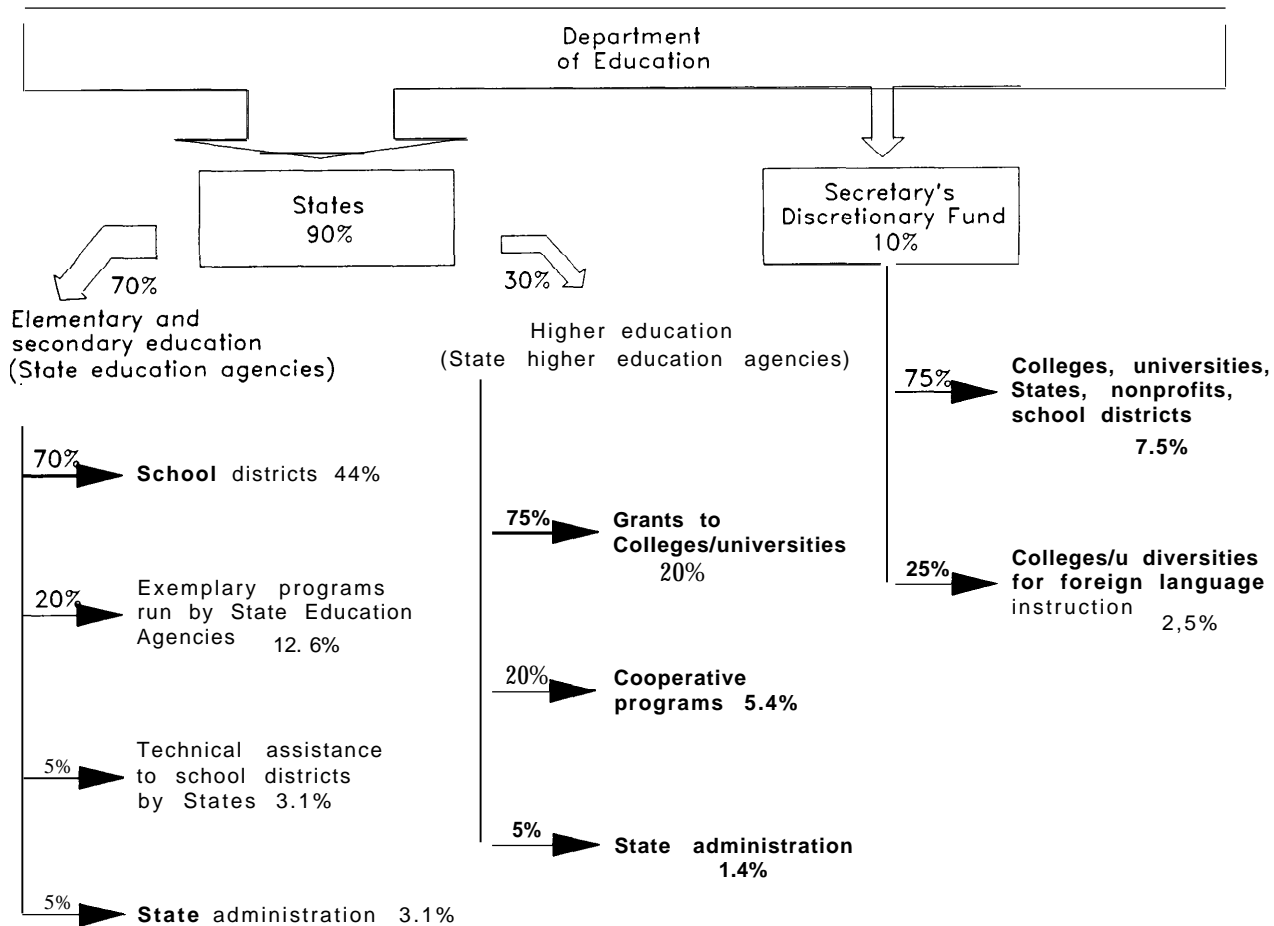 Department
of Education
States
90%
Secretary's
Discretionary Fund
10%
70%
Elementary and
secondary education
(State education agencies)
30%
Higher education
(State higher education agencies)
70%
School districts 44%
20%
Exemplary programs
run by State Education
Agencies 12. 6%
5%
Technical assistance
to school districts
by States 3.1%
5%
State administration 3.1%
75%
Grants to
Colleges/universities
20%
20%
Cooperative
programs 5.4%
5%
State administration
1.4%
75%
Colleges, universities,
States, nonprofits,
school districts
7.5%
25%
Colleges/u diversities
for foreign language
instruction
2,5%